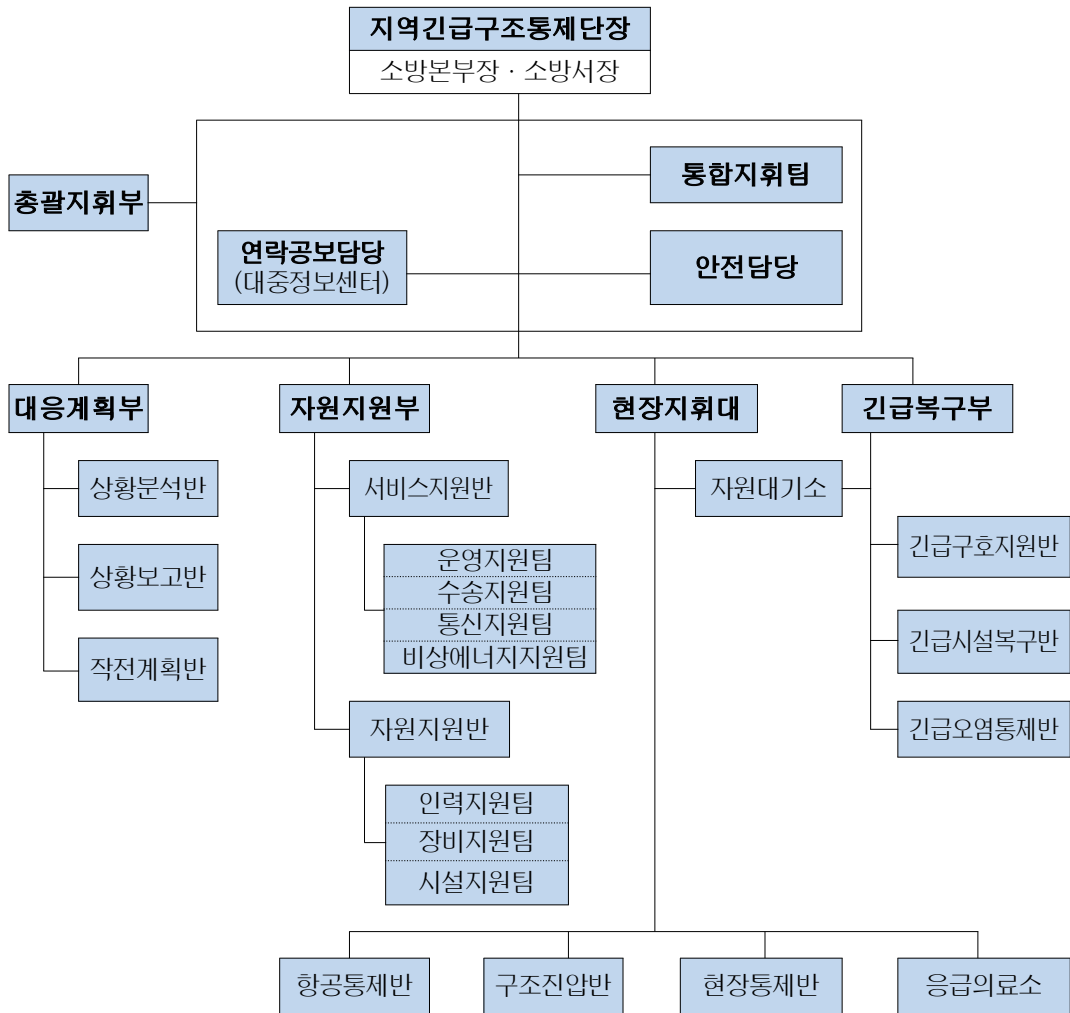 지역긴급구조통제단장
소방본부장 · 소방서장
통합지휘팀
총괄지휘부
연락공보담당
(대중정보센터)
안전담당
대응계획부
자원지원부
현장지휘대
긴급복구부
상황분석반
서비스지원반
자원대기소
긴급구호지원반
운영지원팀
상황보고반
수송지원팀
통신지원팀
긴급시설복구반
비상에너지지원팀
작전계획반
자원지원반
긴급오염통제반
인력지원팀
장비지원팀
시설지원팀
항공통제반
구조진압반
현장통제반
응급의료소